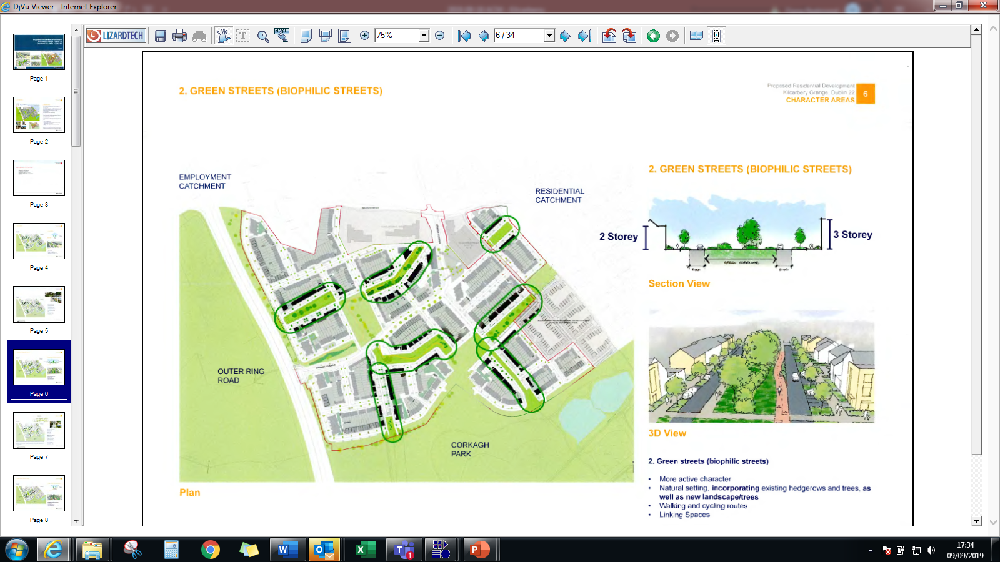 DjVu Viewer - Internet Explorer
LIZARDTECH
75%
6 / 34
Page 1
Page 2
Page 3
Page 4
Page 5
Page 6
Page 7
Page 8
2. GREEN STREETS (BIOPHILIC STREETS)
Proposed Residential Development
Kilcarbery Grange, Dublin 22
CHARACTER AREAS
6
EMPLOYMENT
CATCHMENT
RESIDENTIAL
CATCHMENT
OUTER RING
ROAD
CORKAGH
PARK
Plan
2. GREEN STREETS (BIOPHILIC STREETS)
2 Storey
3 Storey
GREEN CORRIDOR
ROAD
ROAD
Section View
3D View
2. Green streets (biophilic streets)
• More active character
• Natural setting, incorporating existing hedgerows and trees, as
well as new landscape/trees
• Walking and cycling routes
• Linking Spaces
17:34
09/09/2019